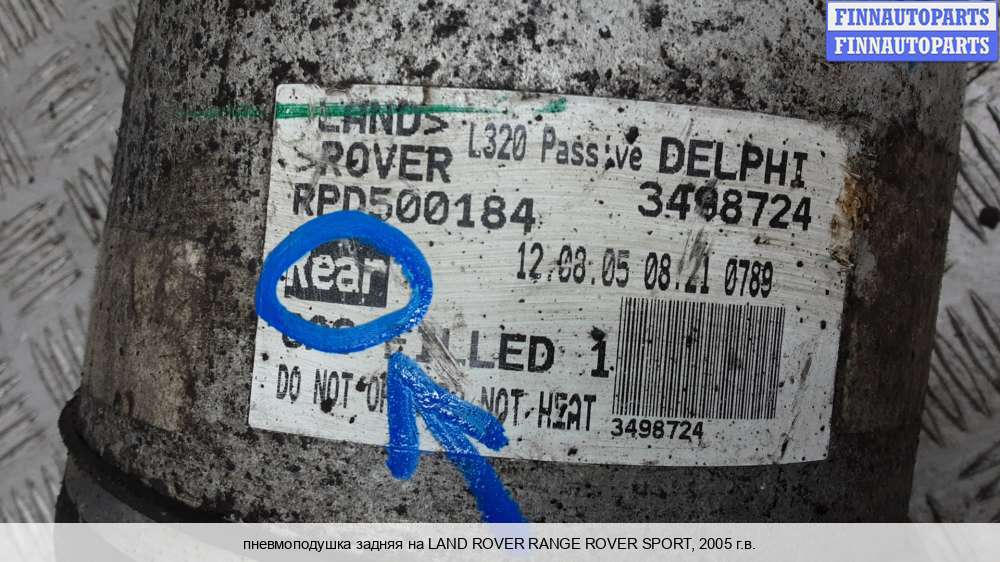 FINNAUTOPARTS
FINNAUTOPARTS
LAND>
>ROVER
L320 Passive DELPHI
RPD500184
3498724
12.08.05 08.21 0789
Rear
FILLED 1
DO NOT NOT HEAT
3498724
пневмоподушка задняя на LAND ROVER RANGE ROVER SPORT, 2005 г.в.